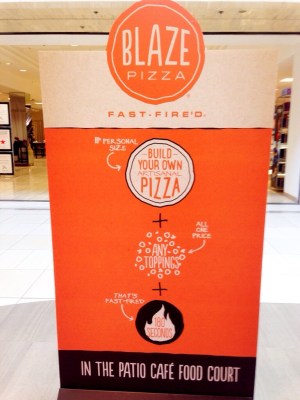 BLAZE
PIZZA
FAST-FIRE'D
11" PERSONAL
SIZE
BUILD
YOUR OWN
ARTISANAL
PIZZA
+
ALL
ONE
PRICE
ANY
TOPPINGS
+
THAT'S
FAST-FIRE'D!
180
SECONDS
IN THE PATIO CAFÉ FOOD COURT